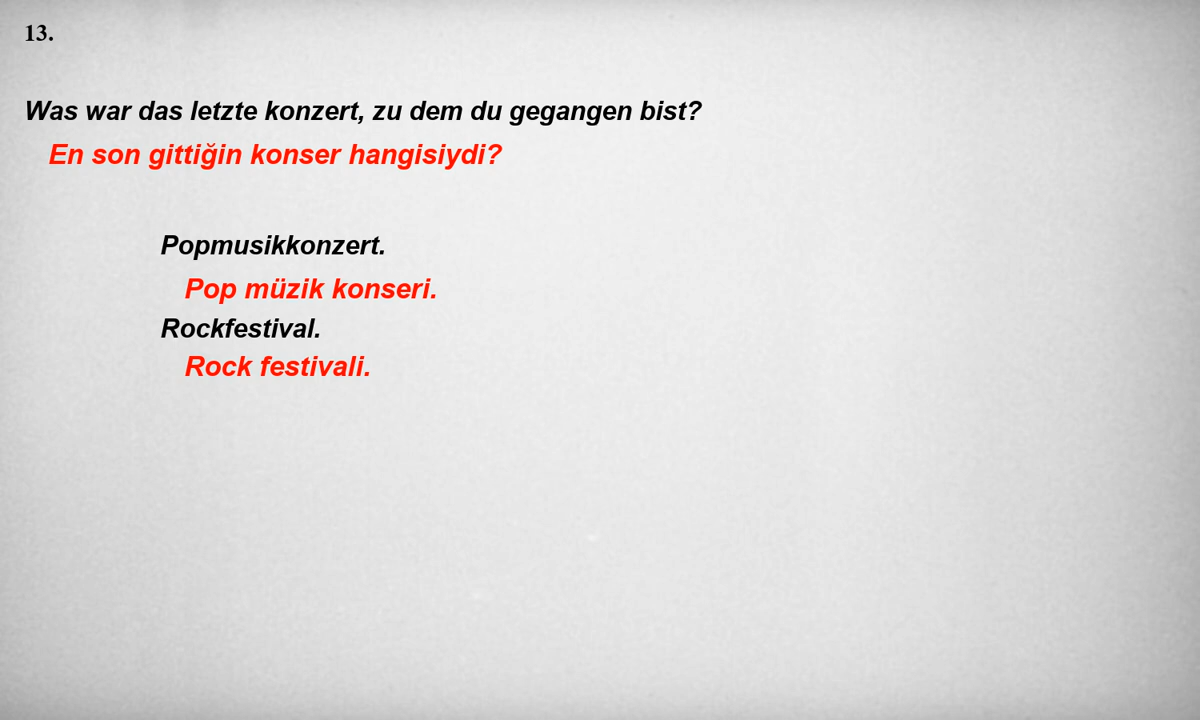 13.
Was war das letzte konzert, zu dem du gegangen bist?
En son gittiğin konser hangisiydi?
Popmusikkonzert.
Pop müzik konseri.
Rockfestival.
Rock festivali.